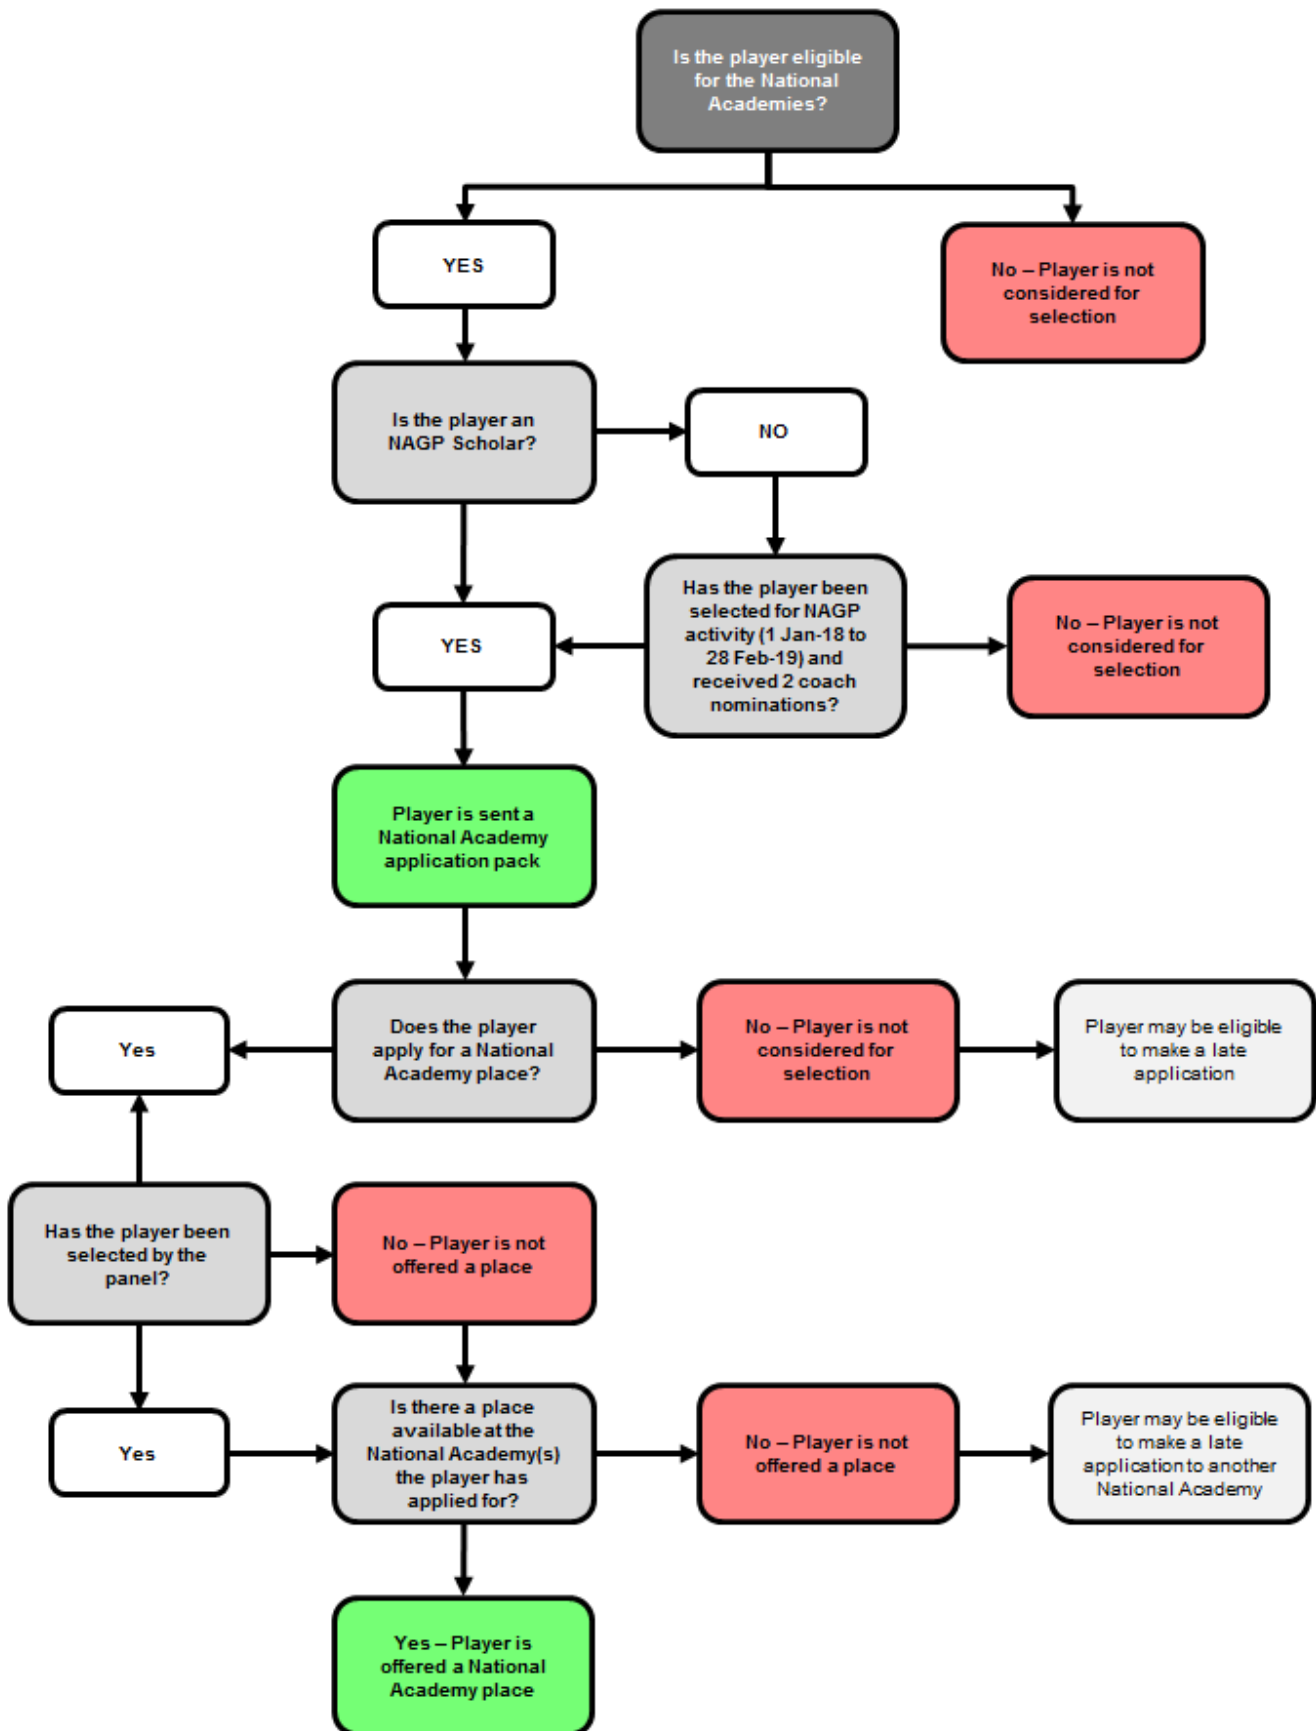 Is the player eligible
for the National
Academies?
YES
No – Player is not
considered for
selection
Is the player an
NAGP Scholar?
NO
Has the player been
selected for NAGP
activity (1 Jan-18 to
28 Feb-19) and
received 2 coach
nominations?
No – Player is not
considered for
selection
YES
Player is sent a
National Academy
application pack
Yes
Does the player
apply for a National
Academy place?
No – Player is not
considered for
selection
Player may be eligible
to make a late
application
Has the player been
selected by the
panel?
No – Player is not
offered a place
Yes
Is there a place
available at the
National Academy(s)
the player has
applied for?
No – Player is not
offered a place
Player may be eligible
to make a late
application to another
National Academy
Yes – Player is
offered a National
Academy place